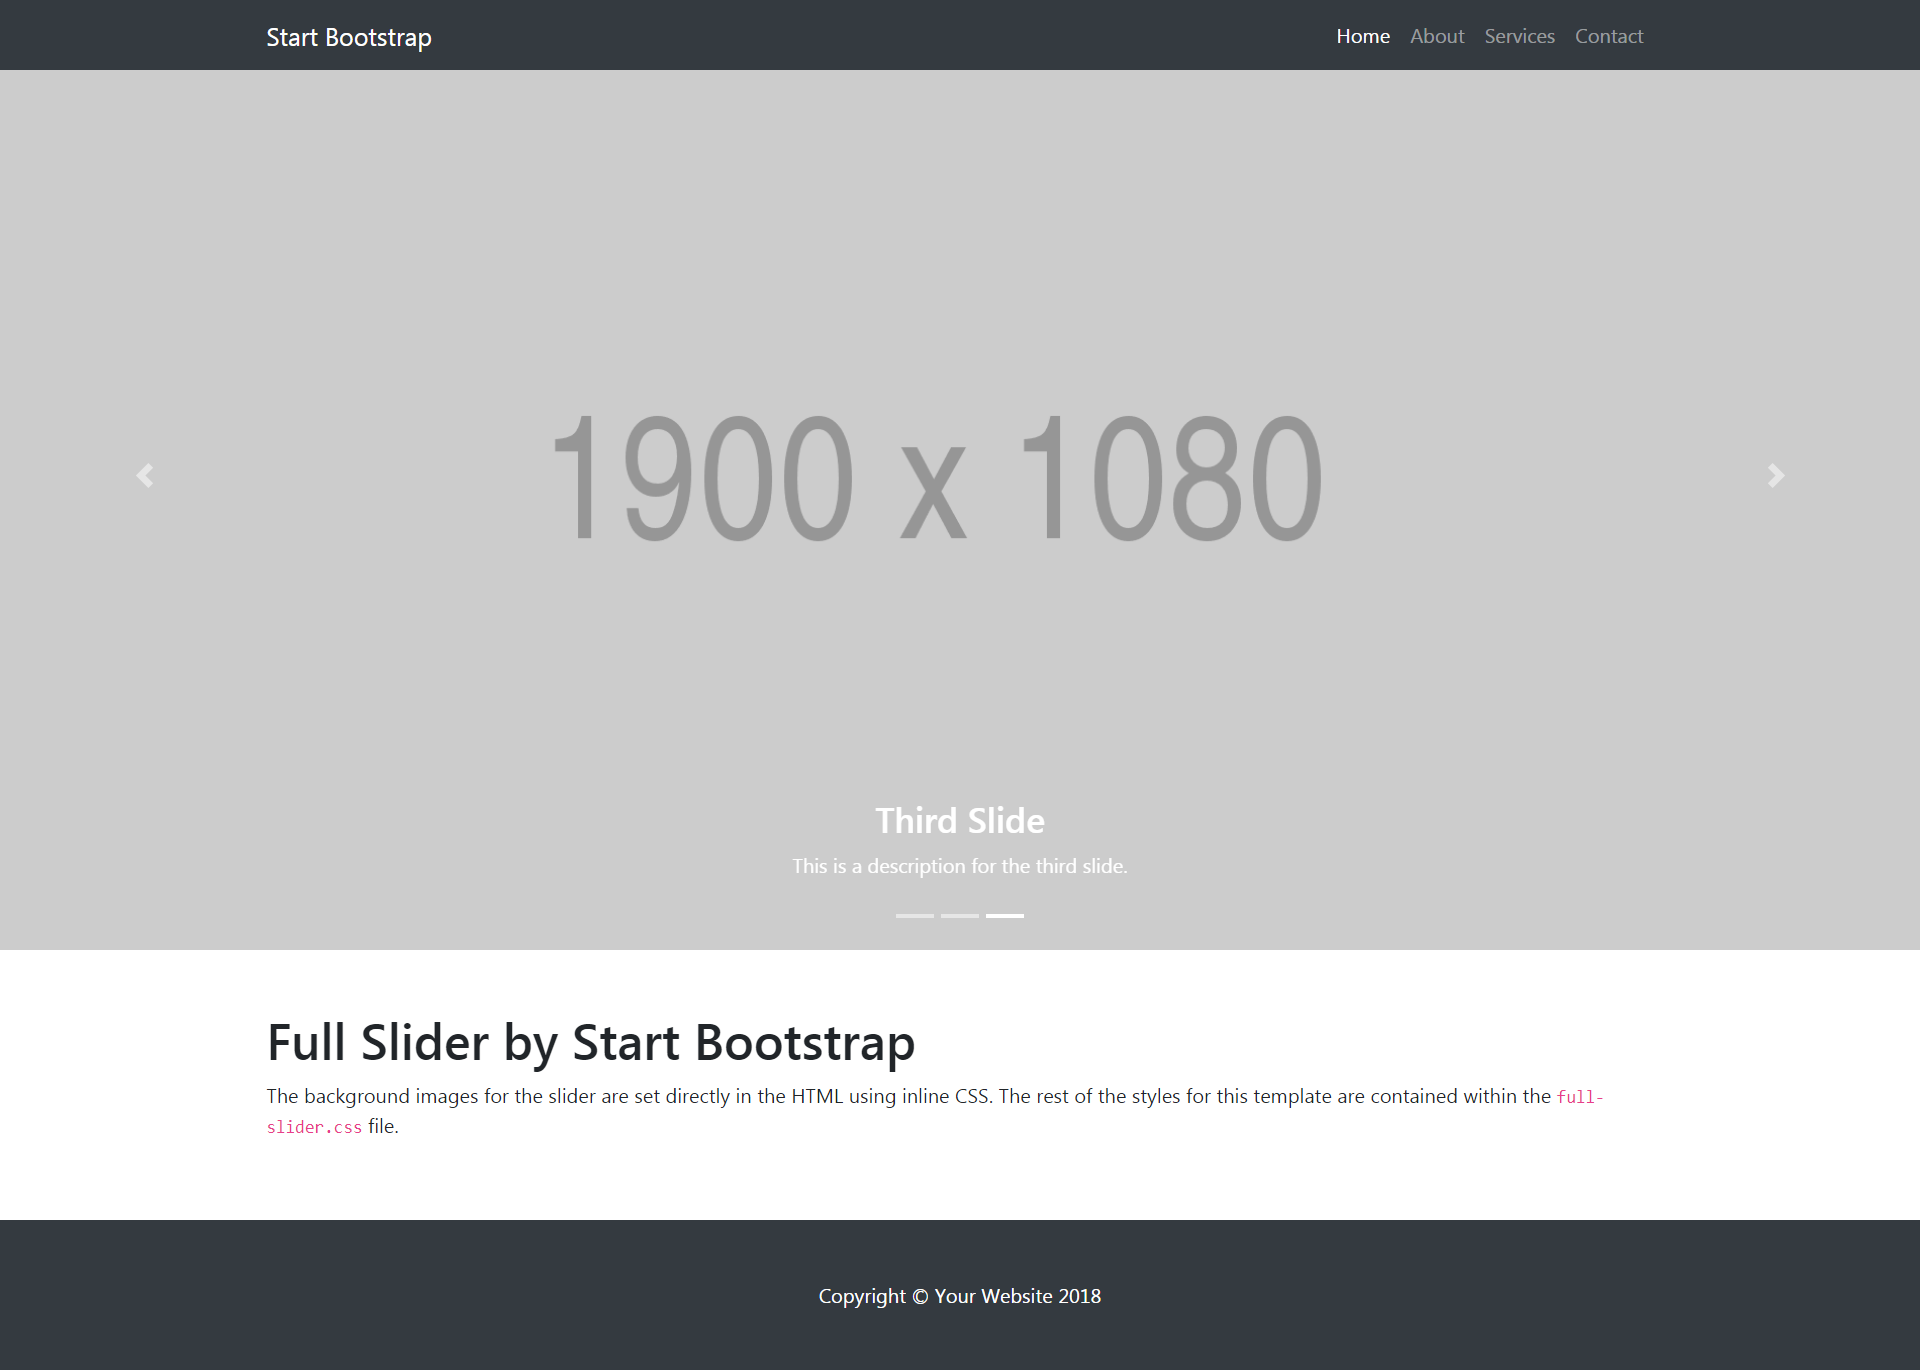 Start Bootstrap
Home About Services Contact
1900 x 1080
Third Slide
This is a description for the third slide.
Full Slider by Start Bootstrap
The background images for the slider are set directly in the HTML using inline CSS. The rest of the styles for this template are contained within the full-
slider.css file.
Copyright © Your Website 2018